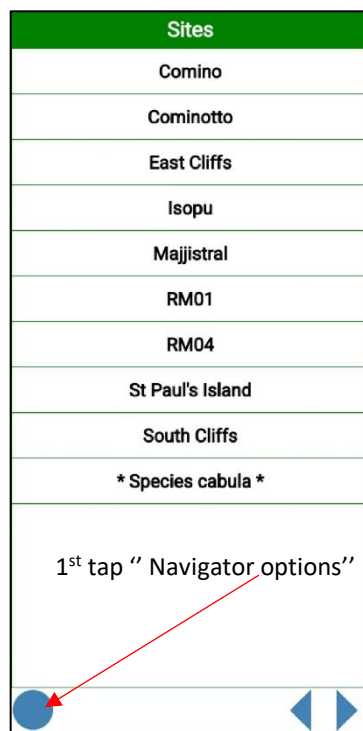 Sites
Comino
Cominotto
East Cliffs
Isopu
Majjistral
RM01
RM04
St Paul's Island
South Cliffs
* Species cabula *
1st tap “ Navigator options”